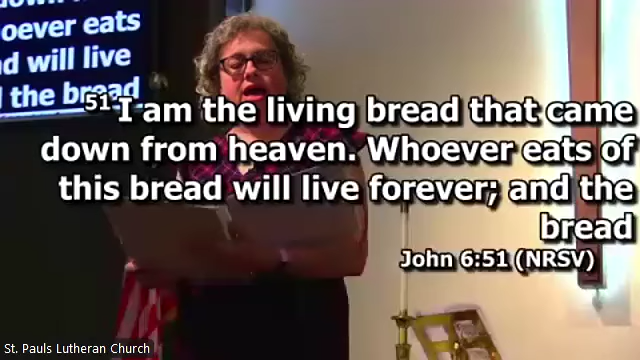 oever eats
d will live
the bread
51 I am the living bread that came
down from heaven. Whoever eats of
this bread will live forever; and the
bread
John 6:51 (NRSV)
St. Pauls Lutheran Church